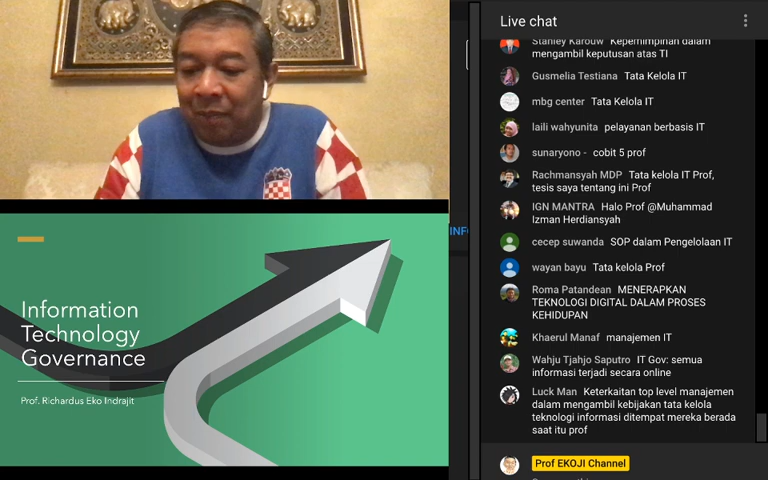 Information
Technology
Governance
Prof. Richardus Eko Indrajit
INFO
Live chat
Stanley Karouw Kepemimpinan dalam
mengambil keputusan atas TI
Gusmelia Testiana Tata Kelola IT
mbg center Tata Kelola IT
laili wahyunita pelayanan berbasis IT
sunaryono - cobit 5 prof
Rachmansyah MDP Tata kelola IT Prof,
tesis saya tentang ini Prof
IGN MANTRA Halo Prof @Muhammad
Izman Herdiansyah
cecep suwanda SOP dalam Pengelolaan IT
wayan bayu Tata kelola Prof
Roma Patandean MENERAPKAN
TEKNOLOGI DIGITAL DALAM PROSES
KEHIDUPAN
Khaerul Manaf manajemen IT
Wahju Tjahjo Saputro IT Gov: semua
informasi terjadi secara online
Luck Man Keterkaitan top level manajemen
dalam mengambil kebijakan tata kelola
teknologi informasi ditempat mereka berada
saat itu prof
Prof EKOJI Channel